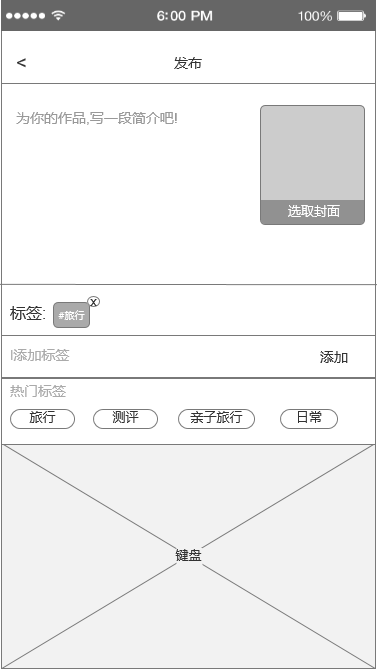 6:00 PM 100%
< 发布
为你的作品,写一段简介吧!
选取封面
标签: #旅行 x
添加标签 添加
热门标签
旅行 测评 亲子旅行 日常
键盘